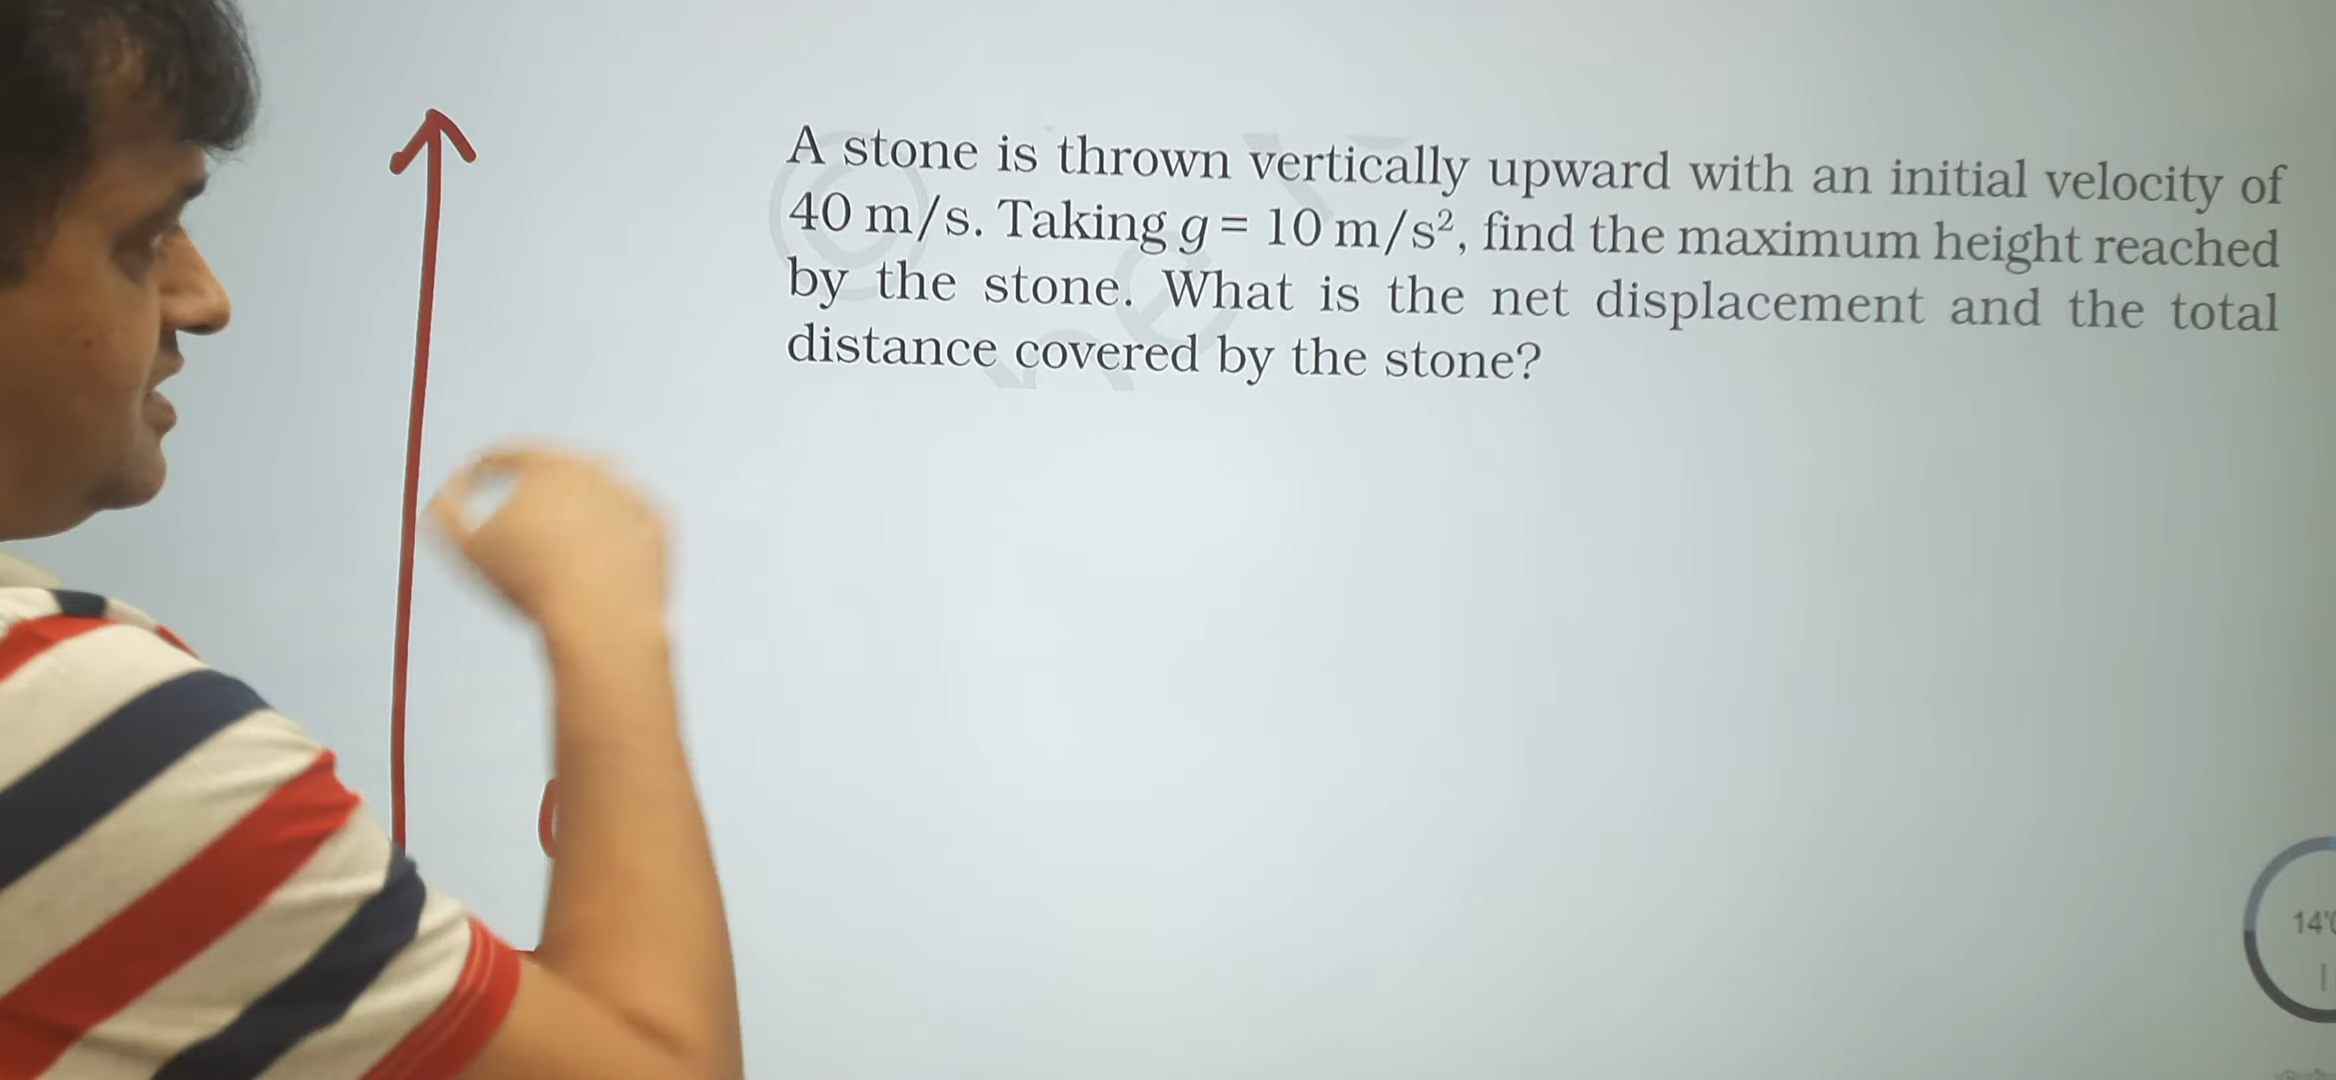 A stone is thrown vertically upward with an initial velocity of
40 m/s. Taking g = 10 m/s², find the maximum height reached
by the stone. What is the net displacement and the total
distance covered by the stone?